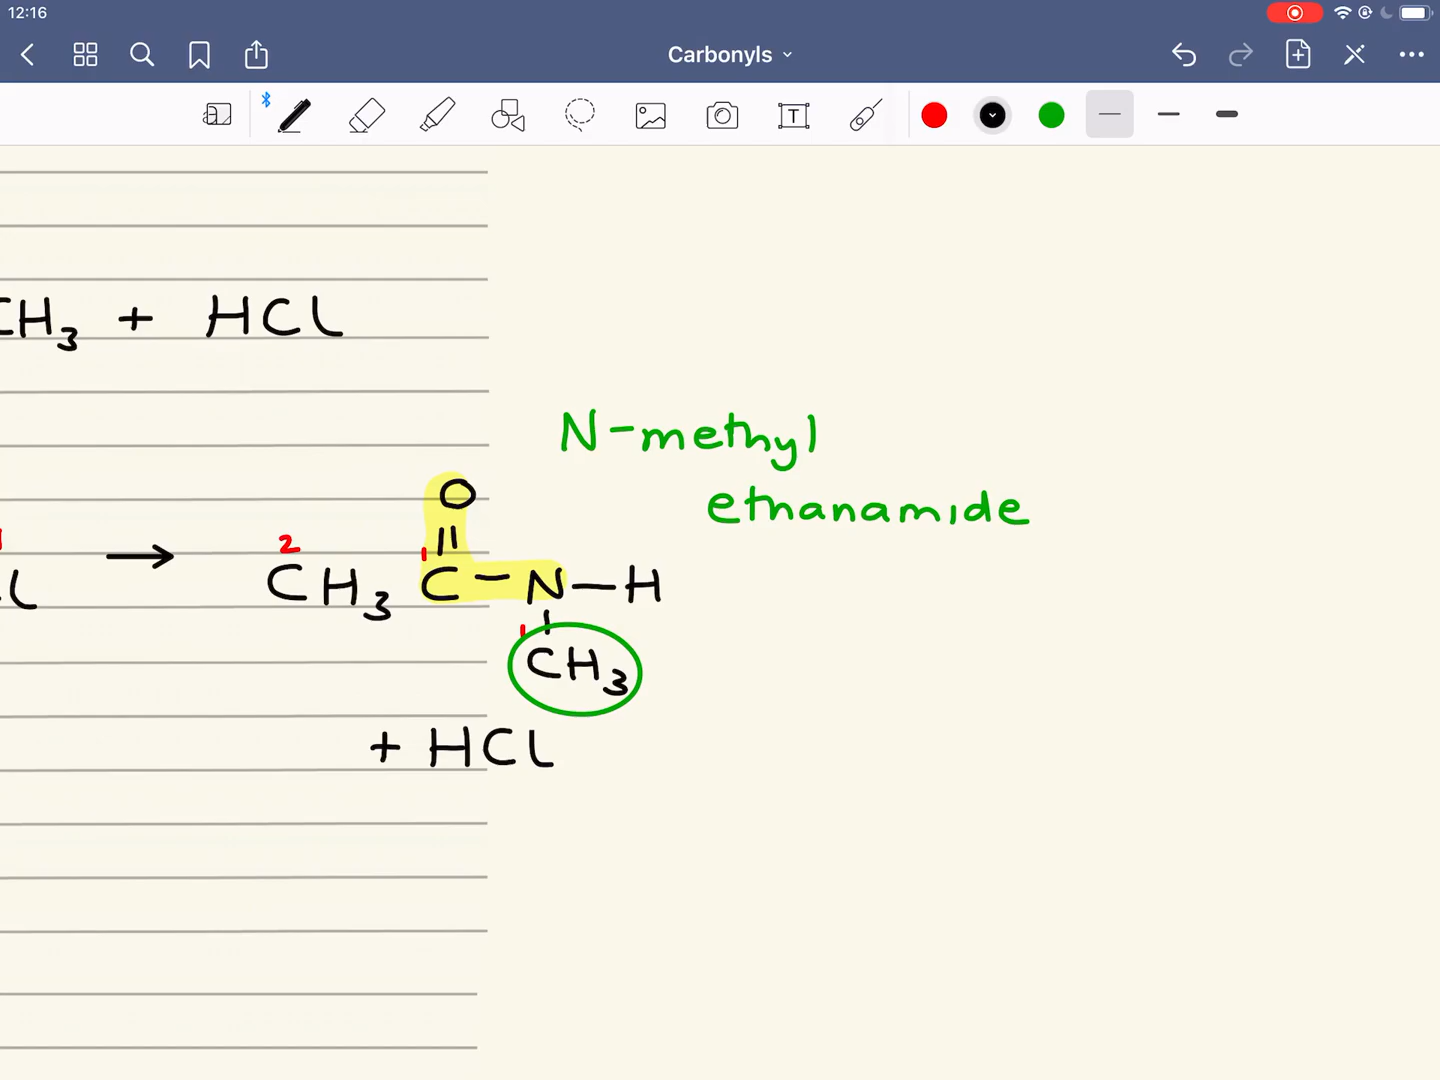 12:16
Carbonyls
T
CH3 + HCl
N-methyl
ethanamide
O
||
2 1
l → CH3 C - N - H
1
CH3
+ HCl